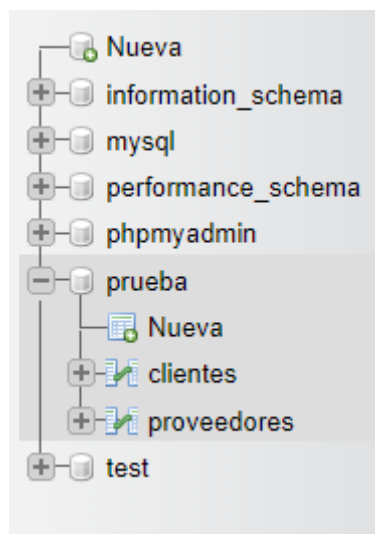 Nueva
information_schema
mysql
performance_schema
phpmyadmin
prueba
Nueva
clientes
proveedores
test